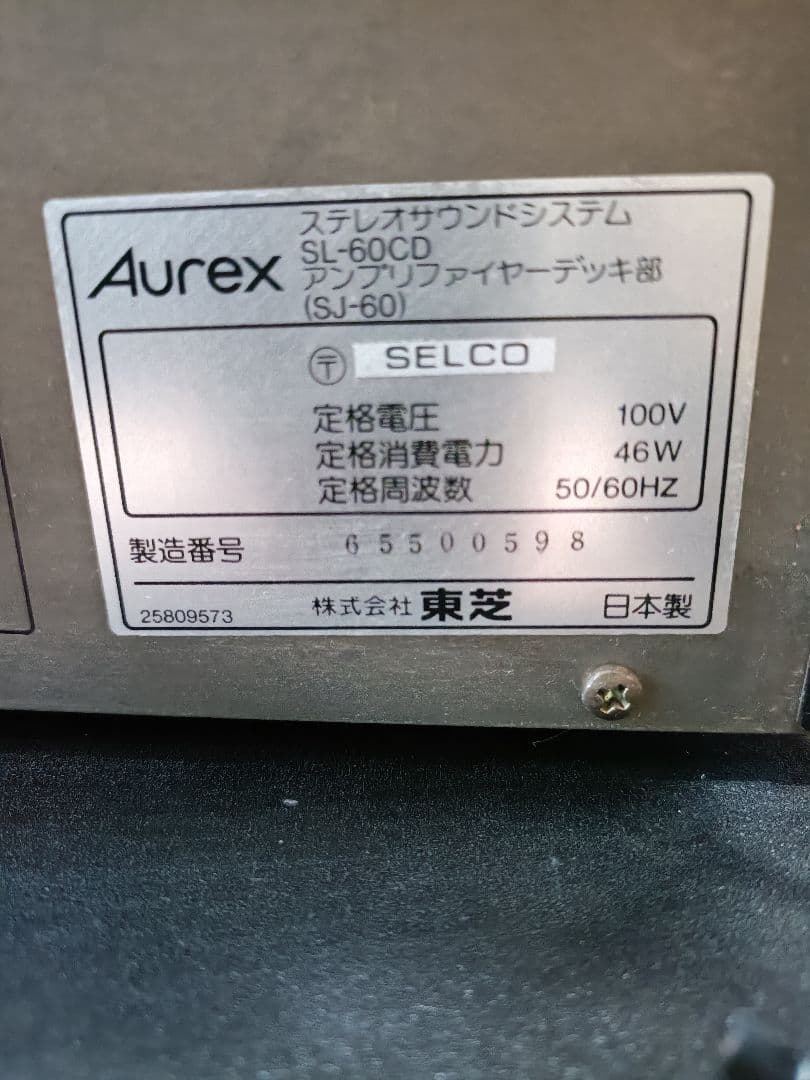 Aurex
ステレオサウンドシステム
SL-60CD
アンプリファイヤーデッキ部
(SJ-60)
〒 SELCO
定格電圧 100V
定格消費電力 46W
定格周波数 50/60HZ
製造番号 65500598
25809573 株式会社 東芝 日本製